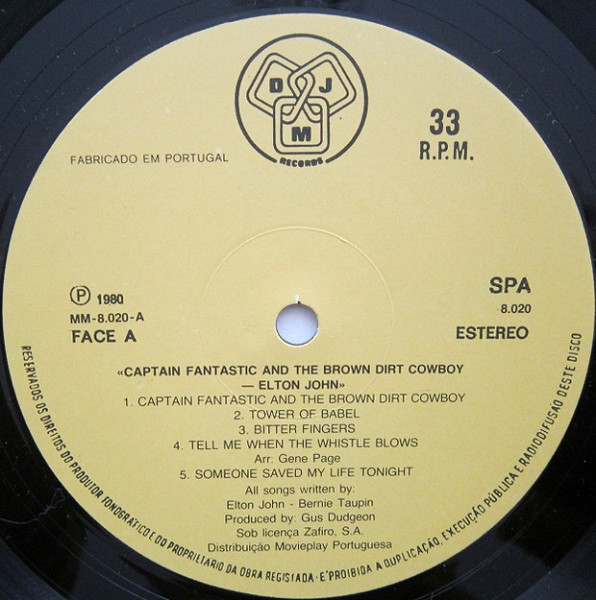 D J
M
RECORDS
33
R.P.M.
FABRICADO EM PORTUGAL
P 1980
MM-8.020-A
FACE A
SPA
8.020
ESTEREO
«CAPTAIN FANTASTIC AND THE BROWN DIRT COWBOY
— ELTON JOHN»
1. CAPTAIN FANTASTIC AND THE BROWN DIRT COWBOY
2. TOWER OF BABEL
3. BITTER FINGERS
4. TELL ME WHEN THE WHISTLE BLOWS
Arr: Gene Page
5. SOMEONE SAVED MY LIFE TONIGHT
All songs written by:
Elton John - Bernie Taupin
Produced by: Gus Dudgeon
Sob licença Zafiro, S.A.
Distribuição Movieplay Portuguesa
RESERVADOS OS DIREITOS DO PRODUTOR FONOGRÁFICO E DO PROPRIETARIO DA OBRA REGISTADA - E' PROIBIDA A DUPLICAÇÃO, EXECUÇÃO PÚBLICA E RADIODIFUSÃO DESTE DISCO